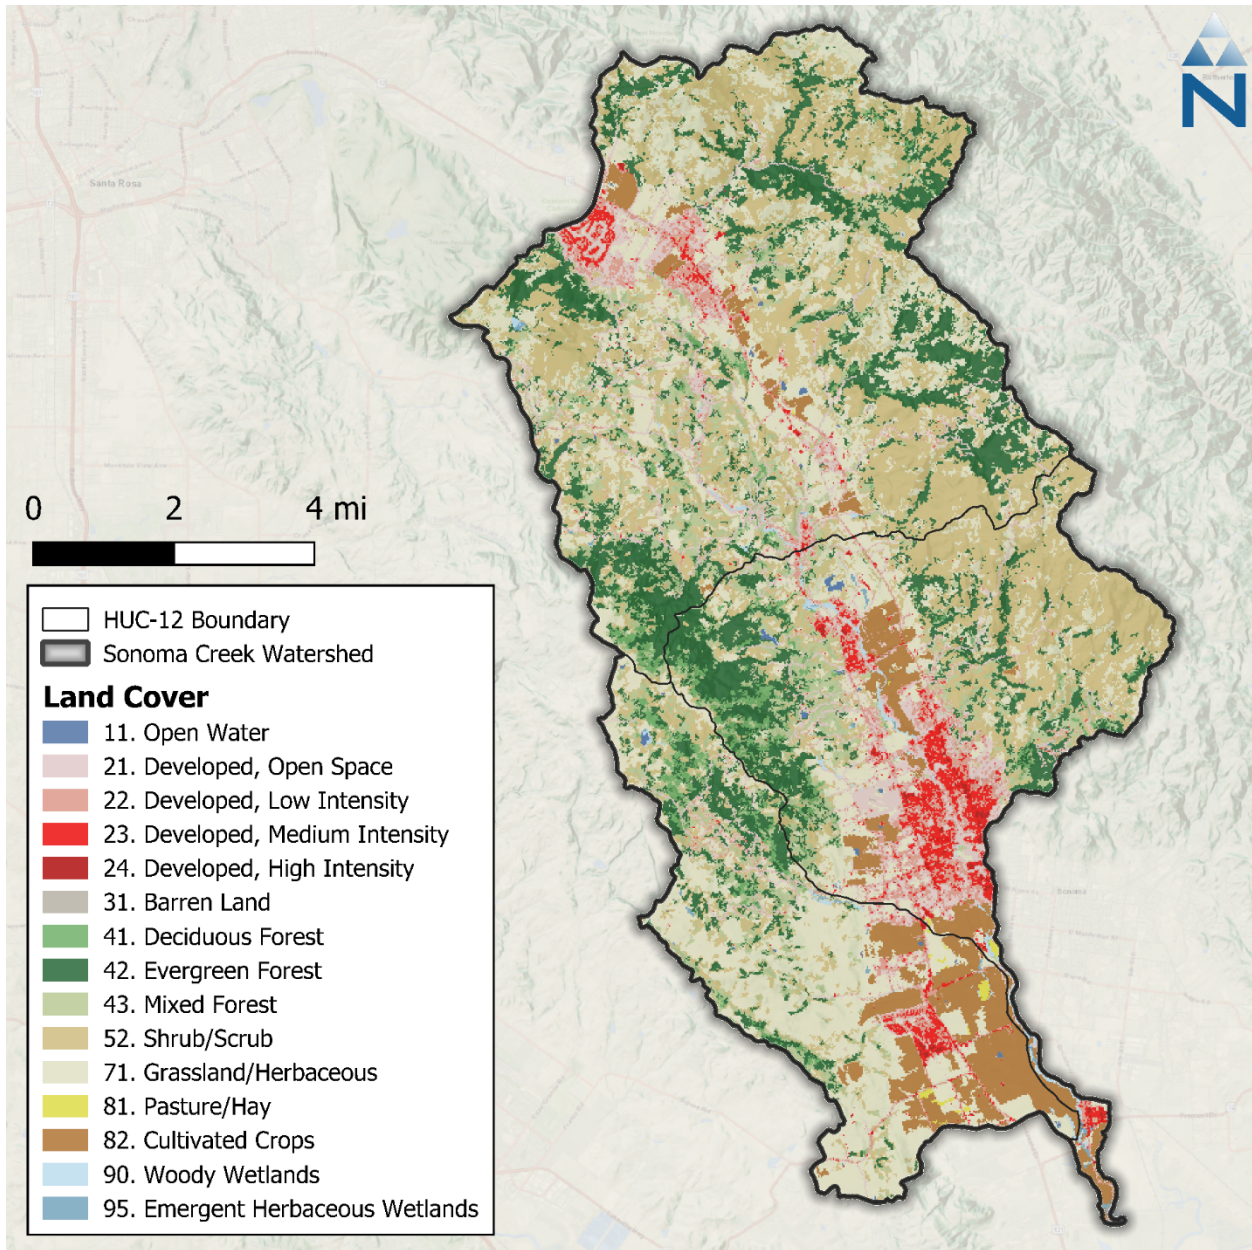 N
Santa Rosa
0 2 4 mi
HUC-12 Boundary
Sonoma Creek Watershed
Land Cover
11. Open Water
21. Developed, Open Space
22. Developed, Low Intensity
23. Developed, Medium Intensity
24. Developed, High Intensity
31. Barren Land
41. Deciduous Forest
42. Evergreen Forest
43. Mixed Forest
52. Shrub/Scrub
71. Grassland/Herbaceous
81. Pasture/Hay
82. Cultivated Crops
90. Woody Wetlands
95. Emergent Herbaceous Wetlands
Sonoma